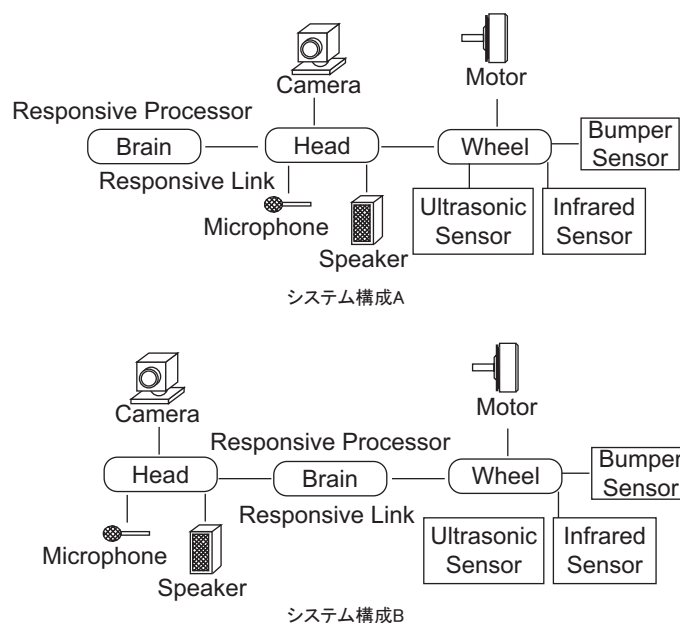 Camera
Motor
Responsive Processor
Brain
Head
Wheel
Bumper
Sensor
Responsive Link
Microphone
Speaker
Ultrasonic
Sensor
Infrared
Sensor
システム構成A
Camera
Motor
Responsive Processor
Head
Brain
Wheel
Bumper
Sensor
Responsive Link
Microphone
Speaker
Ultrasonic
Sensor
Infrared
Sensor
システム構成B